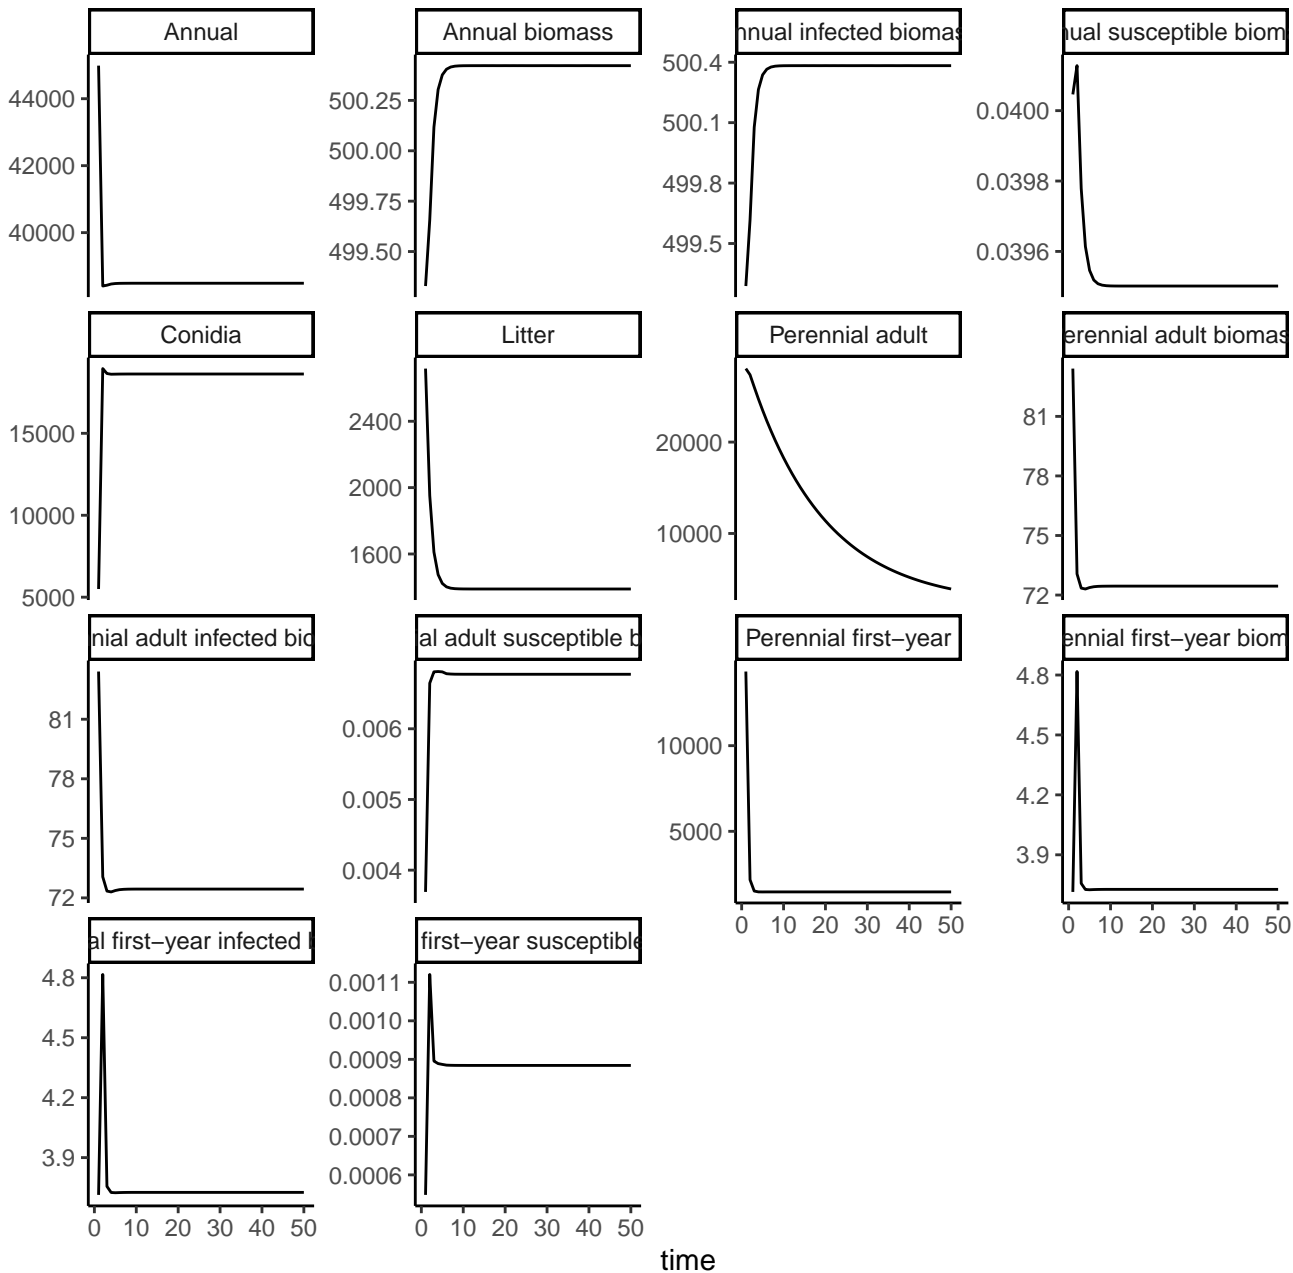 Annual
Annual biomass
nnual infected biomas
nual susceptible biom
44000
42000
40000
500.25
500.00
499.75
499.50
500.4
500.1
499.8
499.5
0.0400
0.0398
0.0396
Conidia
Litter
Perennial adult
erennial adult biomas
15000
10000
5000
2400
2000
1600
20000
10000
81
78
75
72
nial adult infected bio
al adult susceptible b
Perennial first−year
ennial first−year biom
81
78
75
72
0.006
0.005
0.004
10000
5000
4.8
4.5
4.2
3.9
0 10 20 30 40 50
0 10 20 30 40 50
al first−year infected b
first−year susceptible
4.8
4.5
4.2
3.9
0.0011
0.0010
0.0009
0.0008
0.0007
0.0006
0 10 20 30 40 50
0 10 20 30 40 50
time